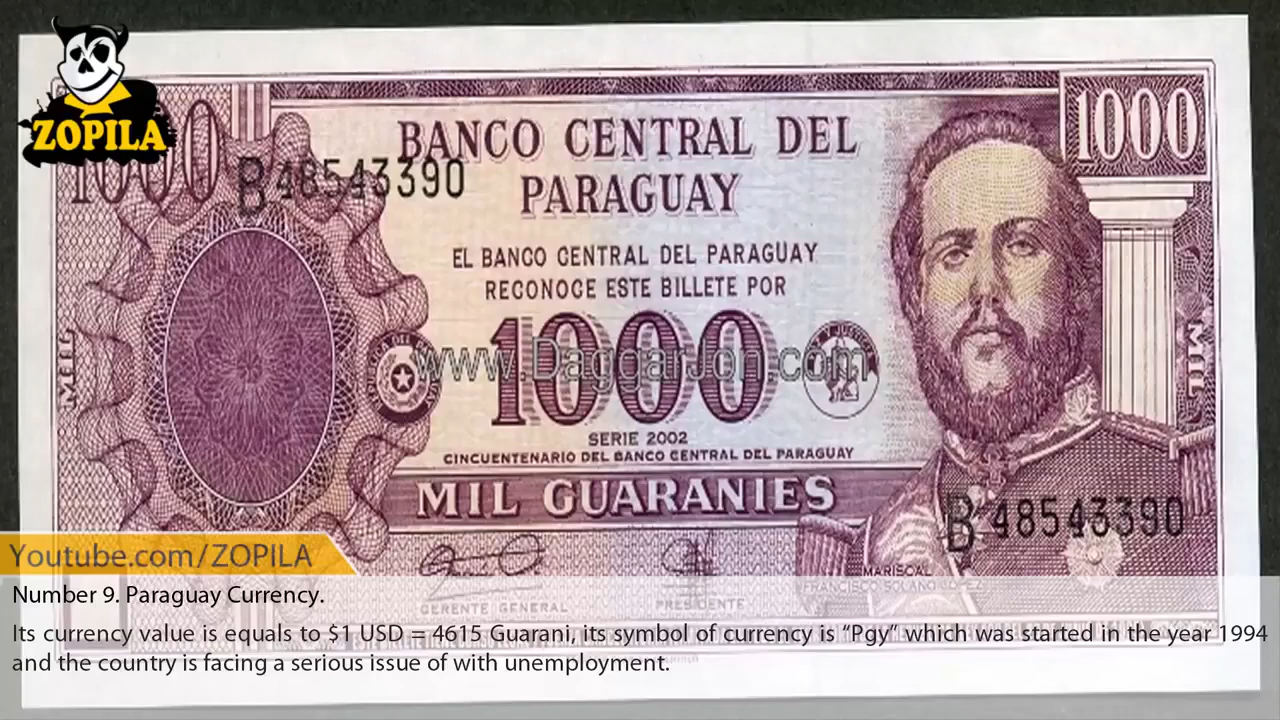 ZOPILA
1000
1000
BANCO CENTRAL DEL
PARAGUAY
B48543390
EL BANCO CENTRAL DEL PARAGUAY
RECONOCE ESTE BILLETE POR
1000
www.DaggarJon.com
MIL
MIL
SERIE 2002
CINCUENTENARIO DEL BANCO CENTRAL DEL PARAGUAY
MIL GUARANIES
B48543390
MARISCAL
FRANCISCO SOLANO
GERENTE GENERAL
PRESIDENTE
Youtube.com/ZOPILA
Number 9. Paraguay Currency.
Its currency value is equals to $1 USD = 4615 Guarani, its symbol of currency is “Pgy” which was started in the year 1994
and the country is facing a serious issue of with unemployment.